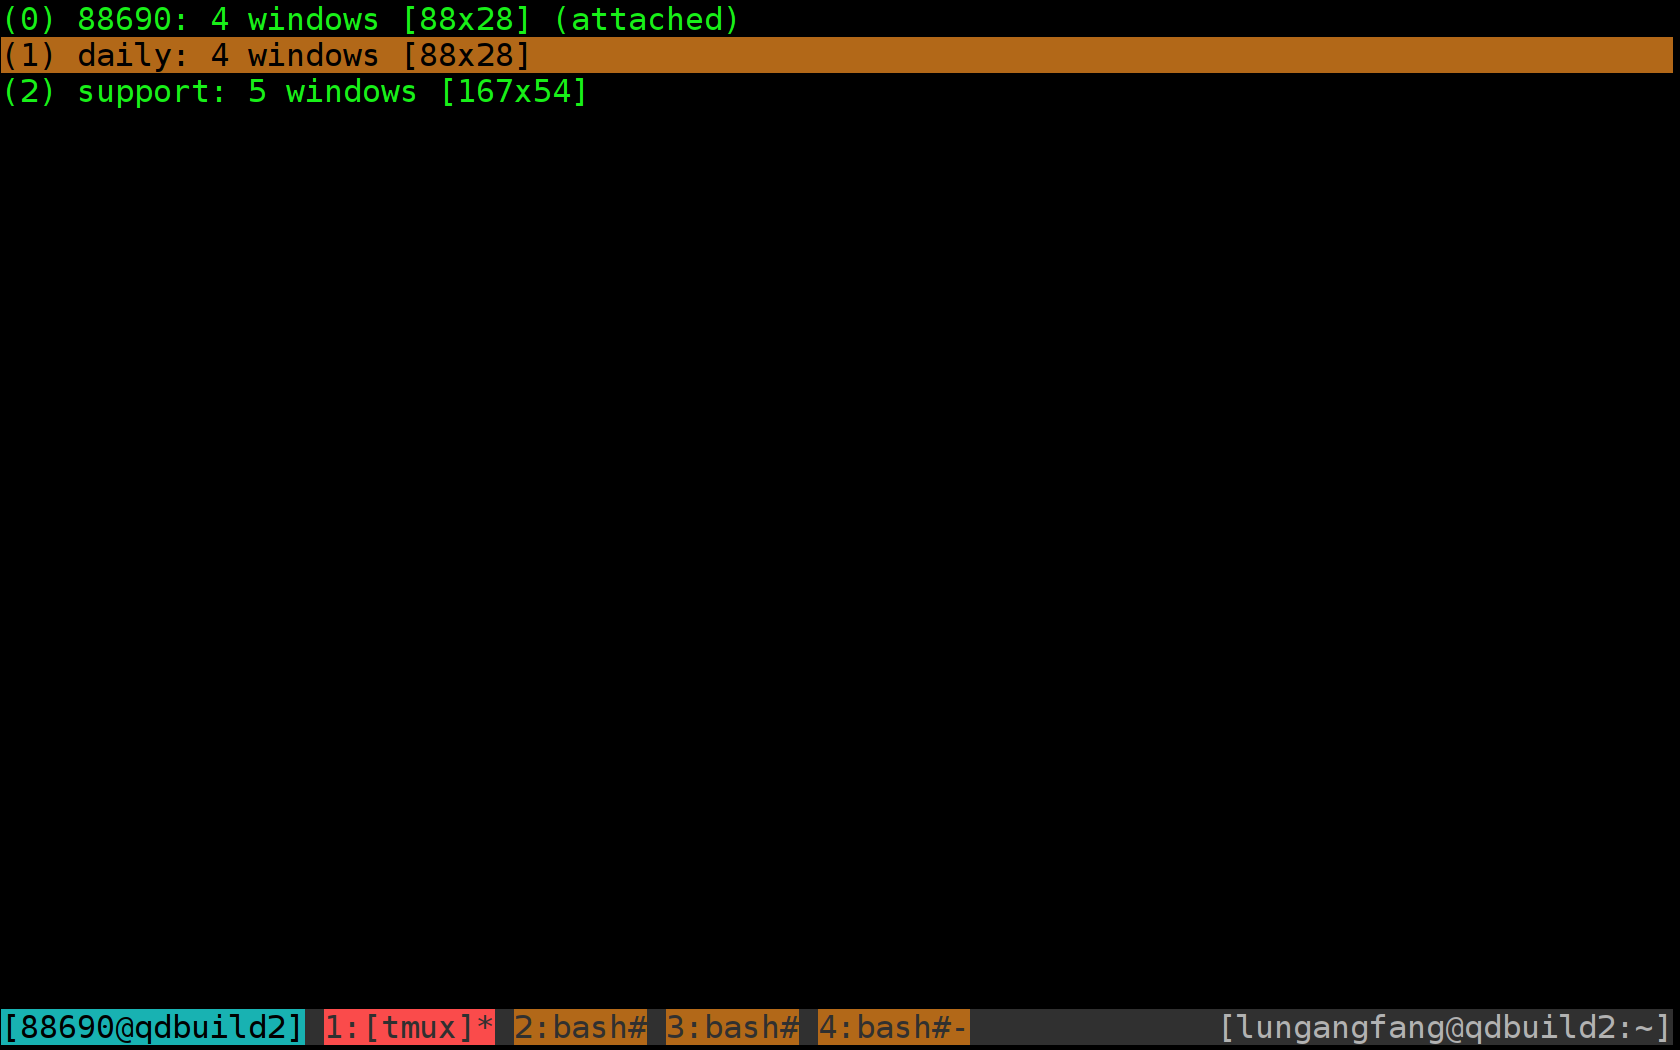 (0) 88690: 4 windows [88x28] (attached)
(1) daily: 4 windows [88x28]
(2) support: 5 windows [167x54]
[88690@qdbuild2] 1:[tmux]* 2:bash# 3:bash# 4:bash#- [lungangfang@qdbuild2:~]